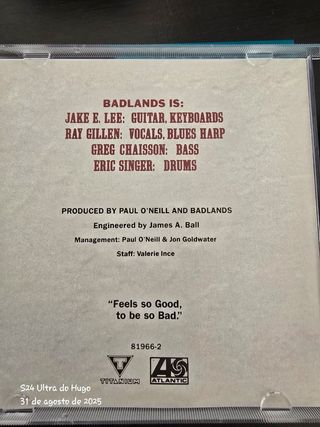 BADLANDS IS:
JAKE E. LEE: GUITAR, KEYBOARDS
RAY GILLEN: VOCALS, BLUES HARP
GREG CHAISSON: BASS
ERIC SINGER: DRUMS
PRODUCED BY PAUL O'NEILL AND BADLANDS
Engineered by James A. Ball
Management: Paul O'Neill & Jon Goldwater
Staff: Valerie Ince
"Feels so Good,
to be so Bad."
81966-2
TITANIUM
ATLANTIC
S24 Ultra do Hugo
31 de agosto de 2025